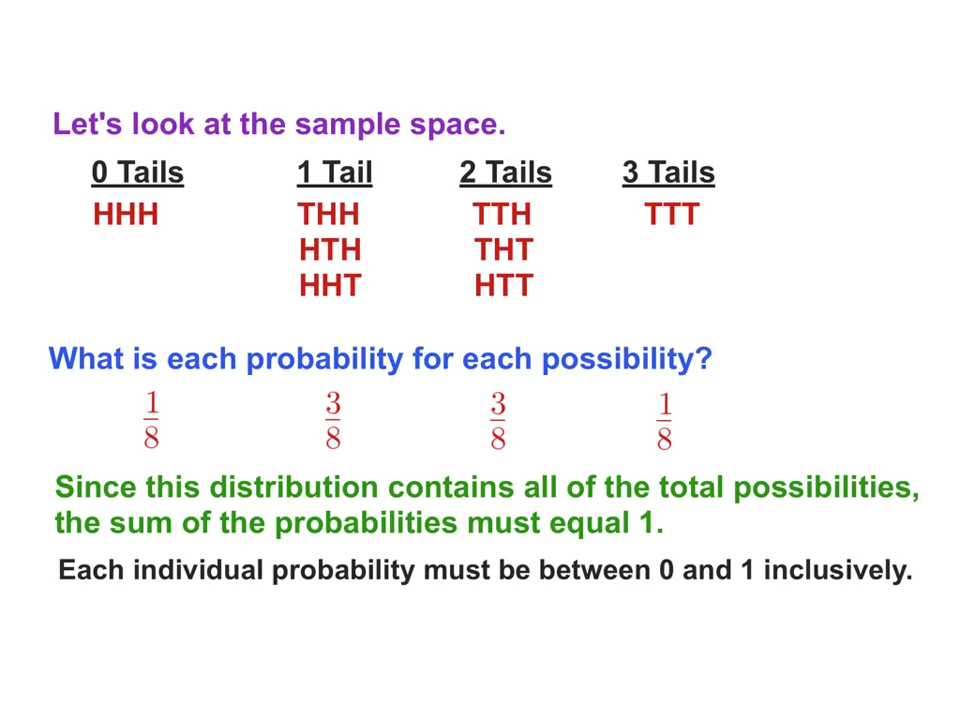 Let's look at the sample space.
0 Tails 1 Tail 2 Tails 3 Tails
HHH THH TTH TTT
HTH THT
HHT HTT
What is each probability for each possibility?
1/8 3/8 3/8 1/8
Since this distribution contains all of the total possibilities,
the sum of the probabilities must equal 1.
Each individual probability must be between 0 and 1 inclusively.